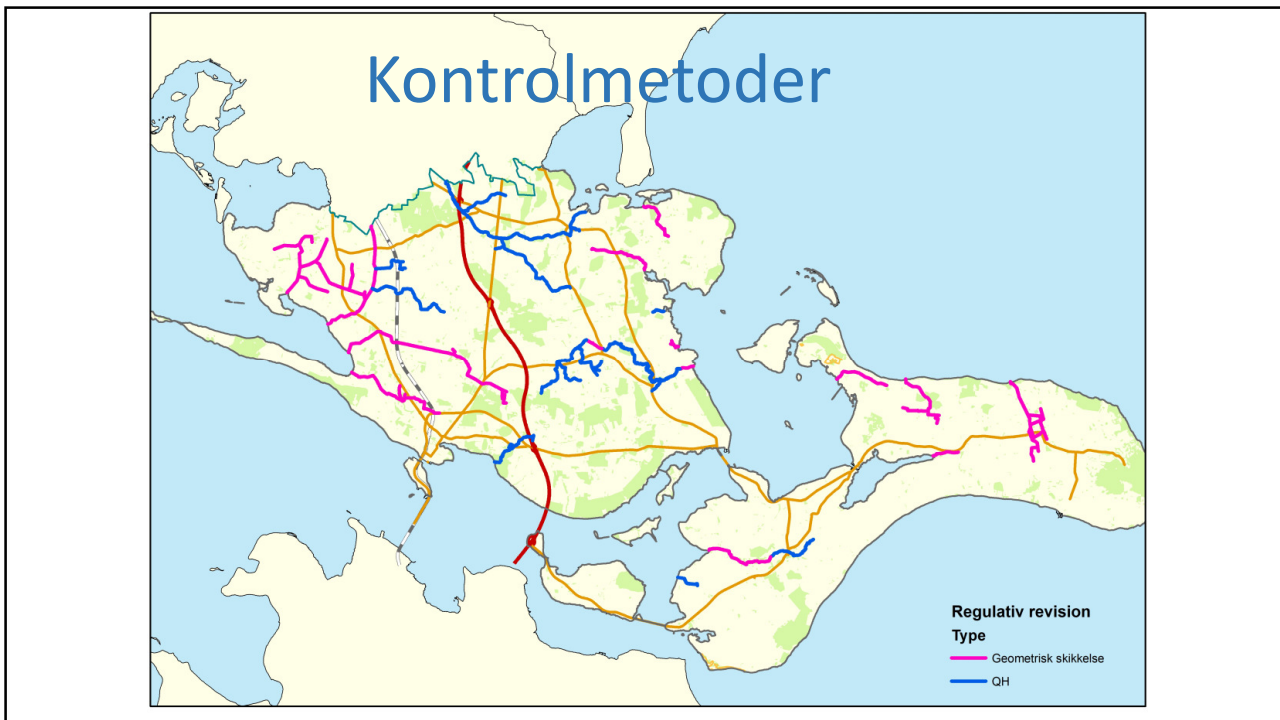 Kontrolmetoder
Regulativ revision
Type
Geometrisk skikkelse
QH